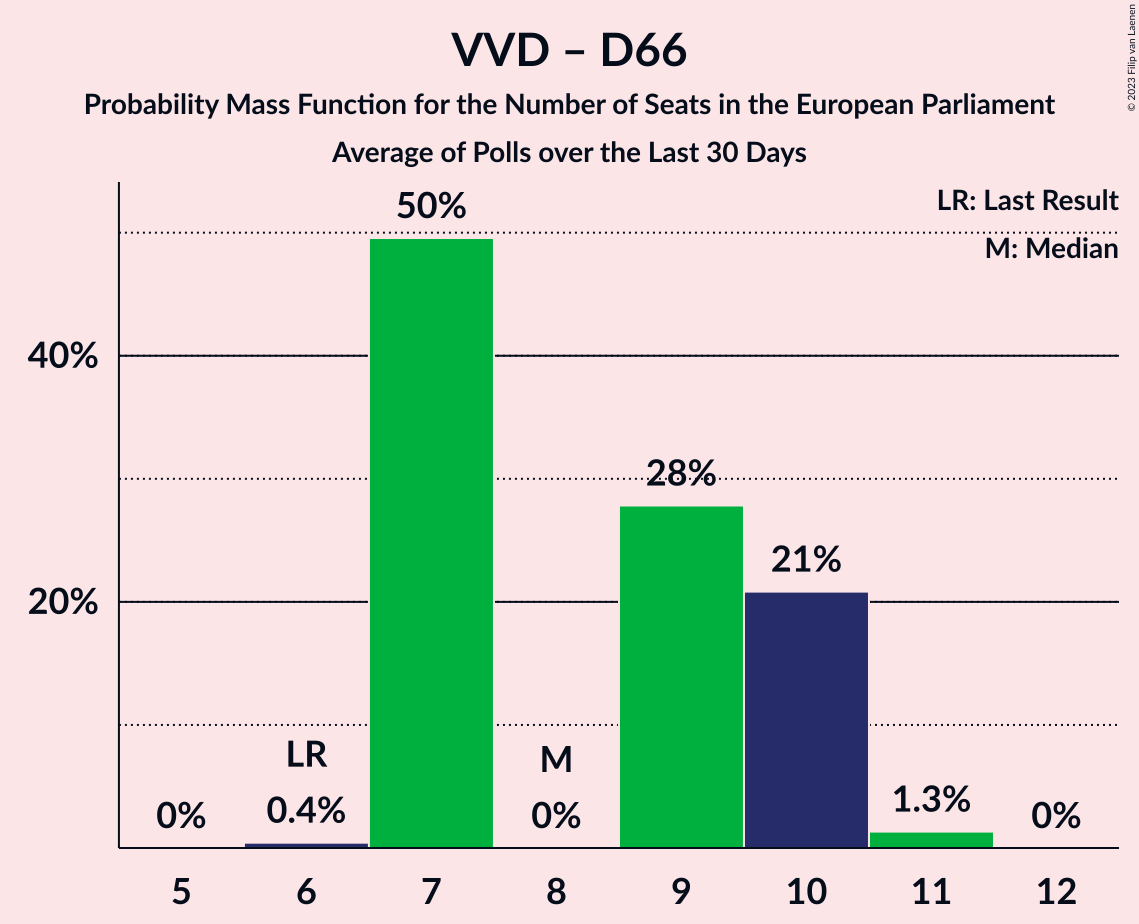 VVD – D66
Probability Mass Function for the Number of Seats in the European Parliament
Average of Polls over the Last 30 Days
© 2023 Filip van Laenen
LR: Last Result
M: Median
50%
40%
28%
21%
20%
LR
M
0%
0.4%
0%
1.3%
0%
5 6 7 8 9 10 11 12